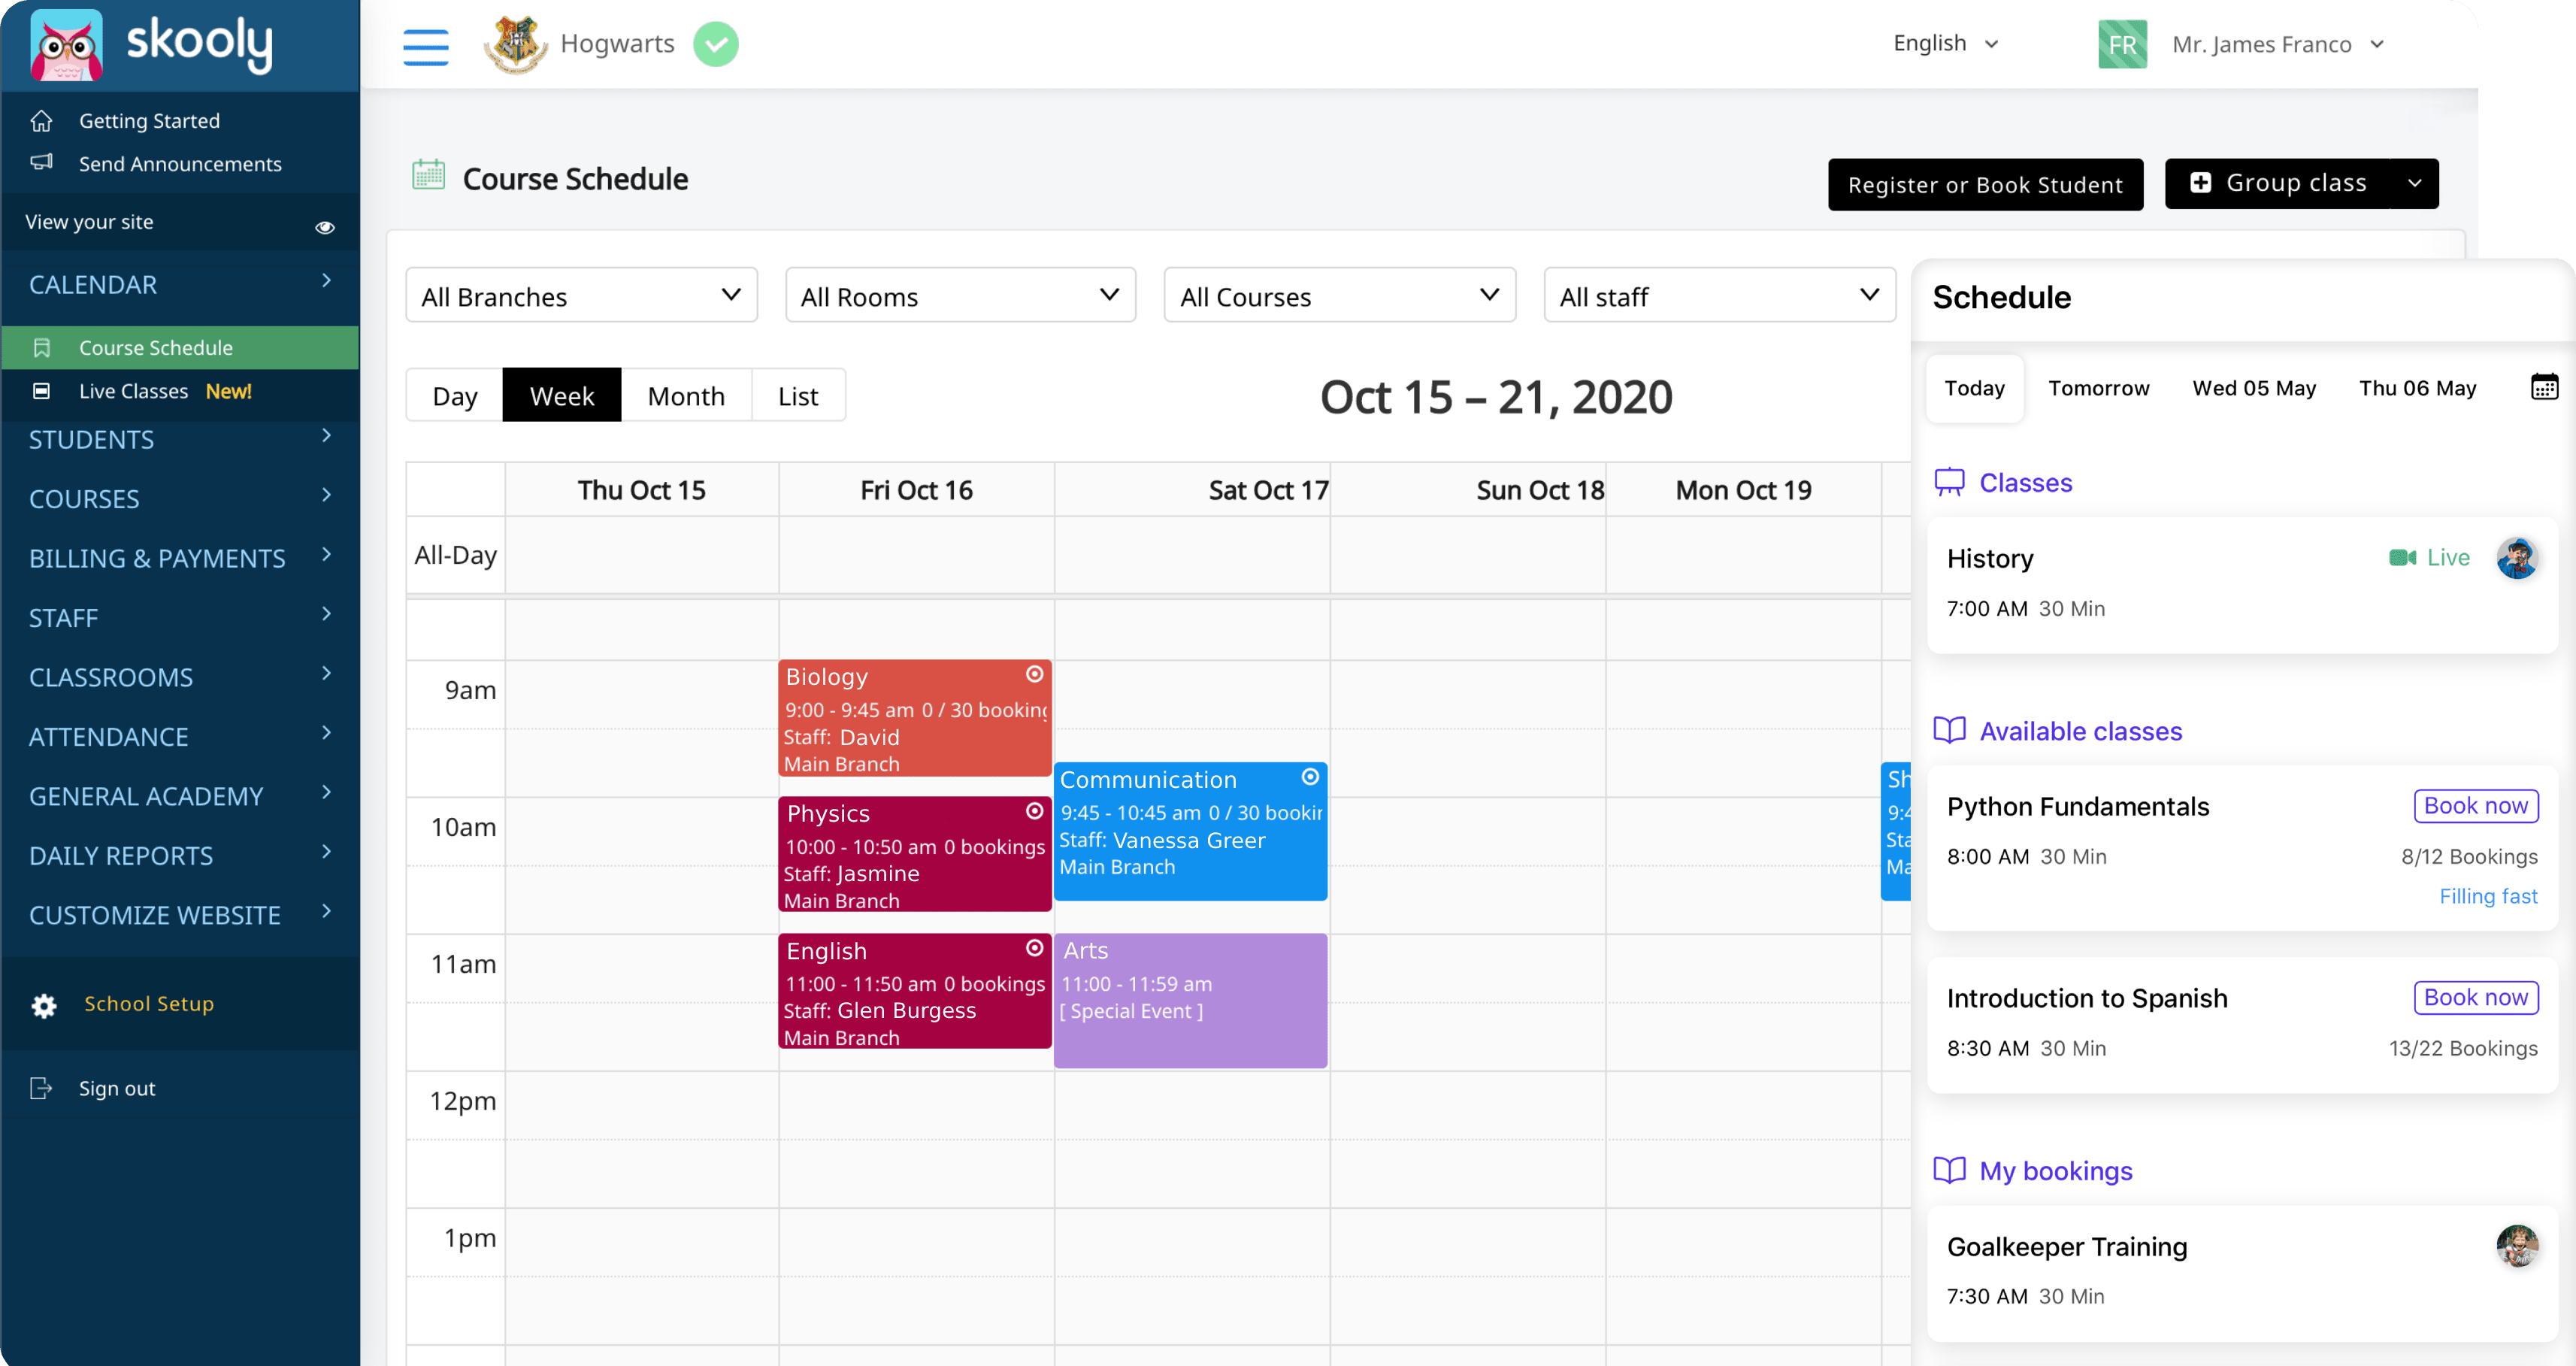 skooly
Getting Started
Send Announcements
View your site
CALENDAR
Course Schedule
Live Classes New!
STUDENTS
COURSES
BILLING & PAYMENTS
STAFF
CLASSROOMS
ATTENDANCE
GENERAL ACADEMY
DAILY REPORTS
CUSTOMIZE WEBSITE
School Setup
Sign out
Hogwarts
English
FR Mr. James Franco
Course Schedule
Register or Book Student
Group class
All Branches
All Rooms
All Courses
All staff
Day Week Month List
Oct 15 – 21, 2020
Thu Oct 15 Fri Oct 16 Sat Oct 17 Sun Oct 18 Mon Oct 19
All-Day
9am
10am
11am
12pm
1pm
Biology
9:00 - 9:45 am 0 / 30 booking
Staff: David
Main Branch
Physics
10:00 - 10:50 am 0 bookings
Staff: Jasmine
Main Branch
English
11:00 - 11:50 am 0 bookings
Staff: Glen Burgess
Main Branch
Communication
9:45 - 10:45 am 0 / 30 bookin
Staff: Vanessa Greer
Main Branch
Arts
11:00 - 11:59 am
[ Special Event ]
Sh
9:4
Sta
Ma
Schedule
Today Tomorrow Wed 05 May Thu 06 May
Classes
History Live
7:00 AM 30 Min
Available classes
Python Fundamentals Book now
8:00 AM 30 Min 8/12 Bookings
Filling fast
Introduction to Spanish Book now
8:30 AM 30 Min 13/22 Bookings
My bookings
Goalkeeper Training
7:30 AM 30 Min